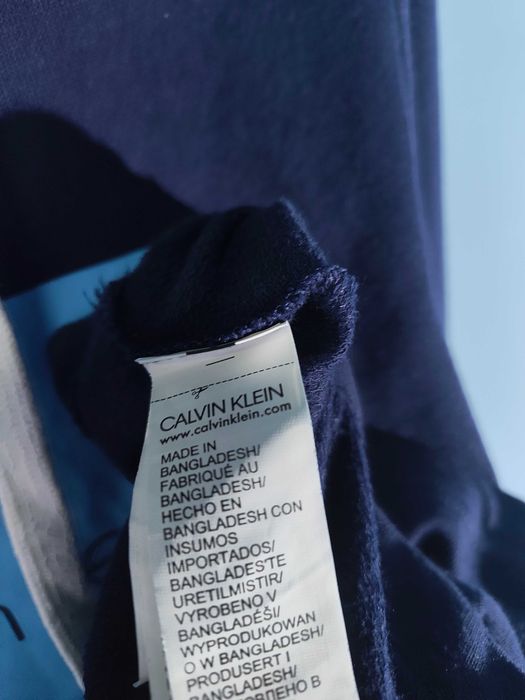 CALVIN KLEIN
www.calvinklein.com
MADE IN
BANGLADESH/
FABRIQUÉ AU
BANGLADESH/
HECHO EN
BANGLADESH CON
INSUMOS
IMPORTADOS/
BANGLADEŞ'TE
URETILMISTIR/
VYROBENO V
BANGLADÉŠI/
WYPRODUKOWAN
O W BANGLADESH/
PRODUSERT I
BANGLADESH/